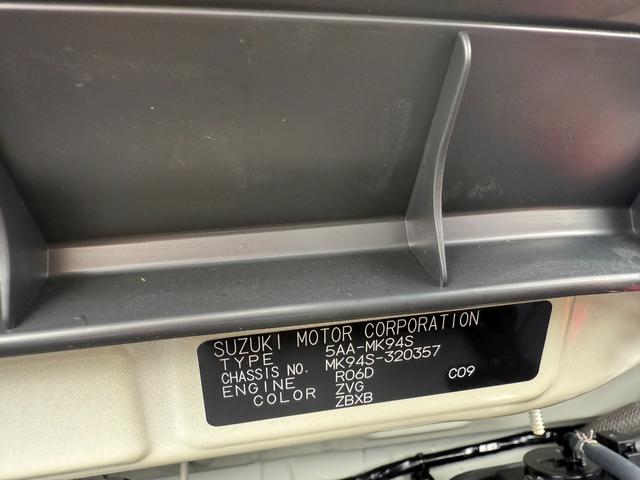 SUZUKI MOTOR CORPORATION
TYPE 5AA-MK94S
CHASSIS NO. MK94S-320357
ENGINE R06D C09
COLOR ZVG
ZBXB